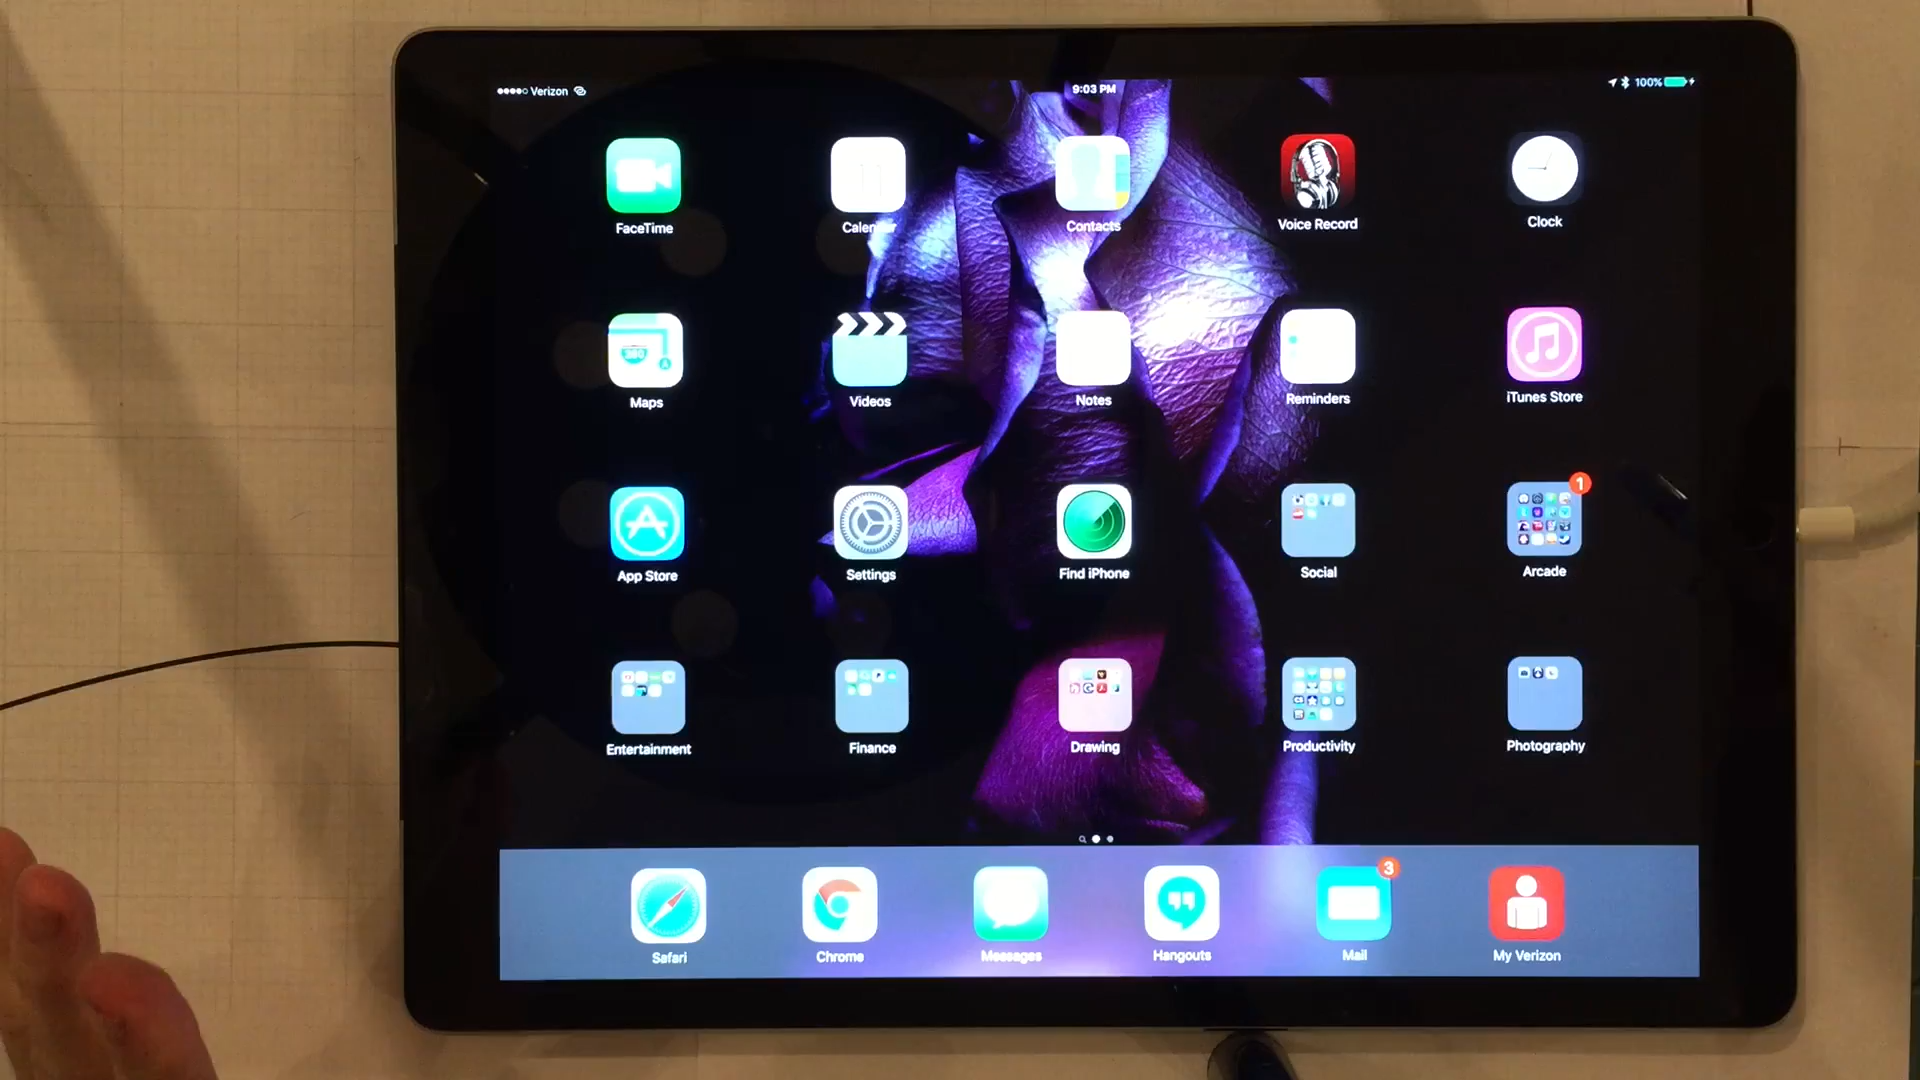 Verizon
9:03 PM
100%
FaceTime
Calendar
Contacts
Voice Record
Clock
Maps
Videos
Notes
Reminders
iTunes Store
App Store
Settings
Find iPhone
Social
1
Arcade
Entertainment
Finance
Drawing
Productivity
Photography
Safari
Chrome
Messages
Hangouts
3
Mail
My Verizon